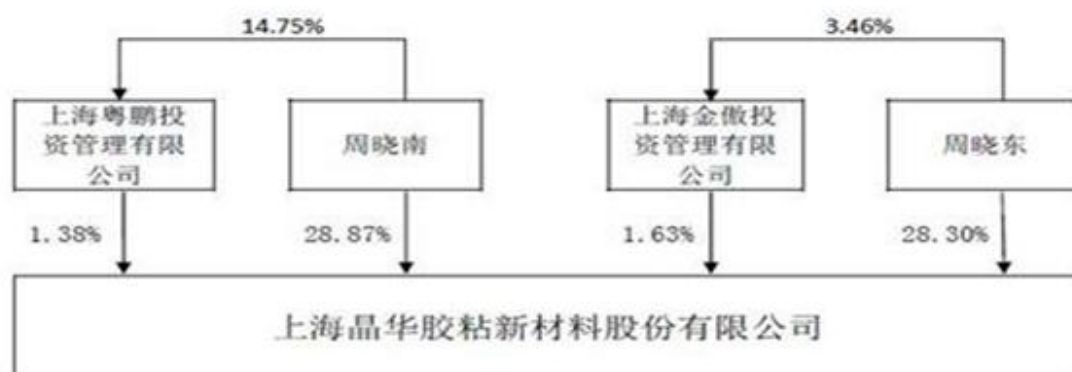 14.75%
3.46%
上海粤鹏投
资管理有限
公司
周晓南
上海金傲投
资管理有限
公司
周晓东
1.38%
28.87%
1.63%
28.30%
上海晶华胶粘新材料股份有限公司